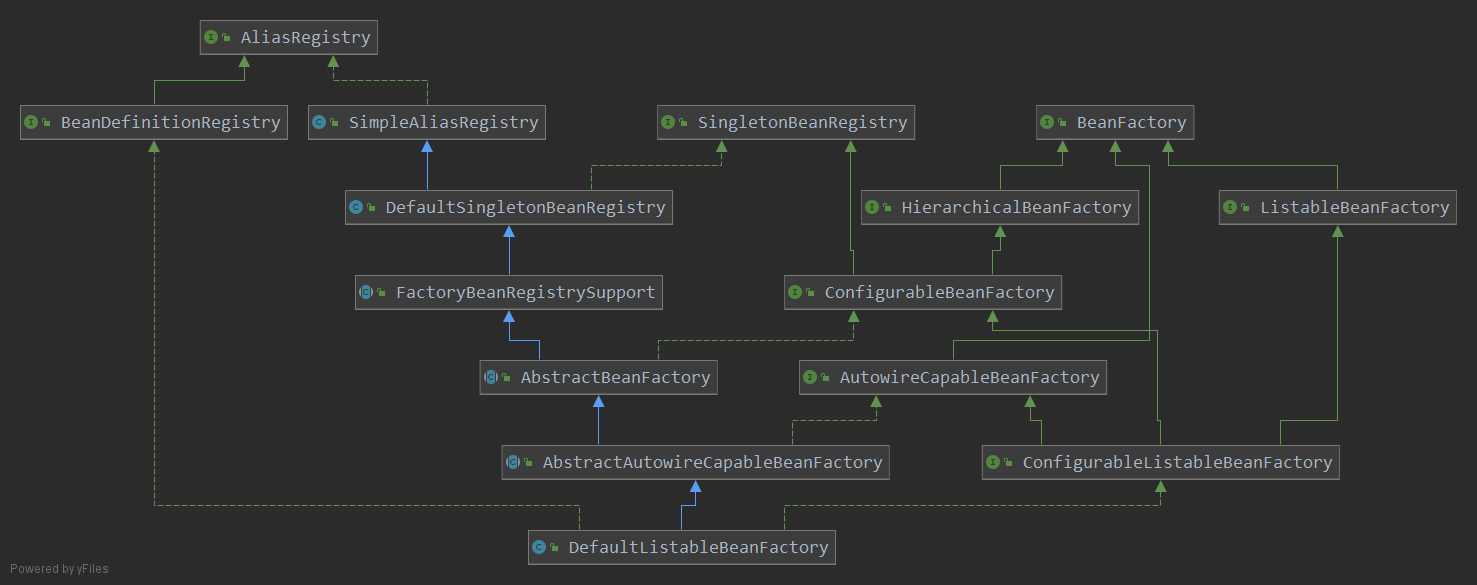 AliasRegistry
BeanDefinitionRegistry
SimpleAliasRegistry
SingletonBeanRegistry
BeanFactory
DefaultSingletonBeanRegistry
HierarchicalBeanFactory
ListableBeanFactory
FactoryBeanRegistrySupport
ConfigurableBeanFactory
AbstractBeanFactory
AutowireCapableBeanFactory
AbstractAutowireCapableBeanFactory
ConfigurableListableBeanFactory
DefaultListableBeanFactory
Powered by yFiles